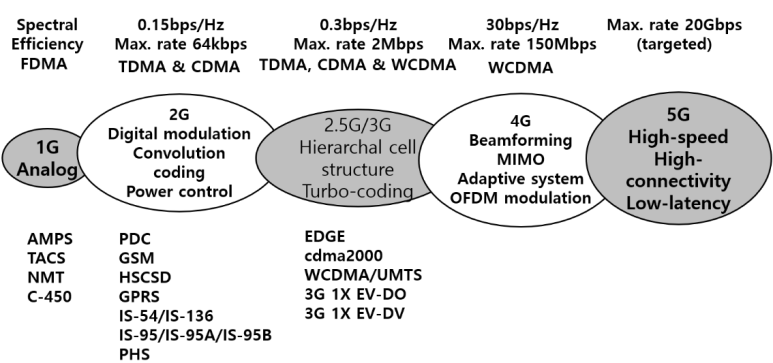 Spectral
Efficiency
FDMA
0.15bps/Hz
Max. rate 64kbps
TDMA & CDMA
0.3bps/Hz
Max. rate 2Mbps
TDMA, CDMA & WCDMA
30bps/Hz
Max. rate 150Mbps
WCDMA
Max. rate 20Gbps
(targeted)
1G
Analog
2G
Digital modulation
Convolution
coding
Power control
2.5G/3G
Hierarchal cell
structure
Turbo-coding
4G
Beamforming
MIMO
Adaptive system
OFDM modulation
5G
High-speed
High-
connectivity
Low-latency
AMPS
TACS
NMT
C-450
PDC
GSM
HSCSD
GPRS
IS-54/IS-136
IS-95/IS-95A/IS-95B
PHS
EDGE
cdma2000
WCDMA/UMTS
3G 1X EV-DO
3G 1X EV-DV